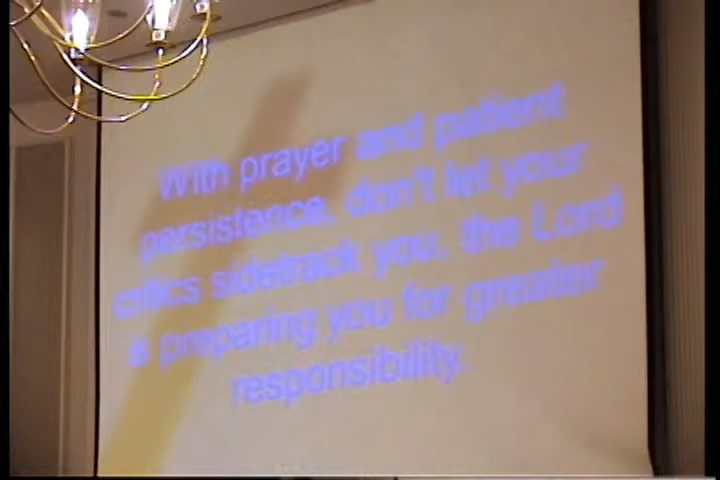 With prayer and patient
persistence, don't let your
critics sidetrack you, the Lord
is preparing you for greater
responsibility.